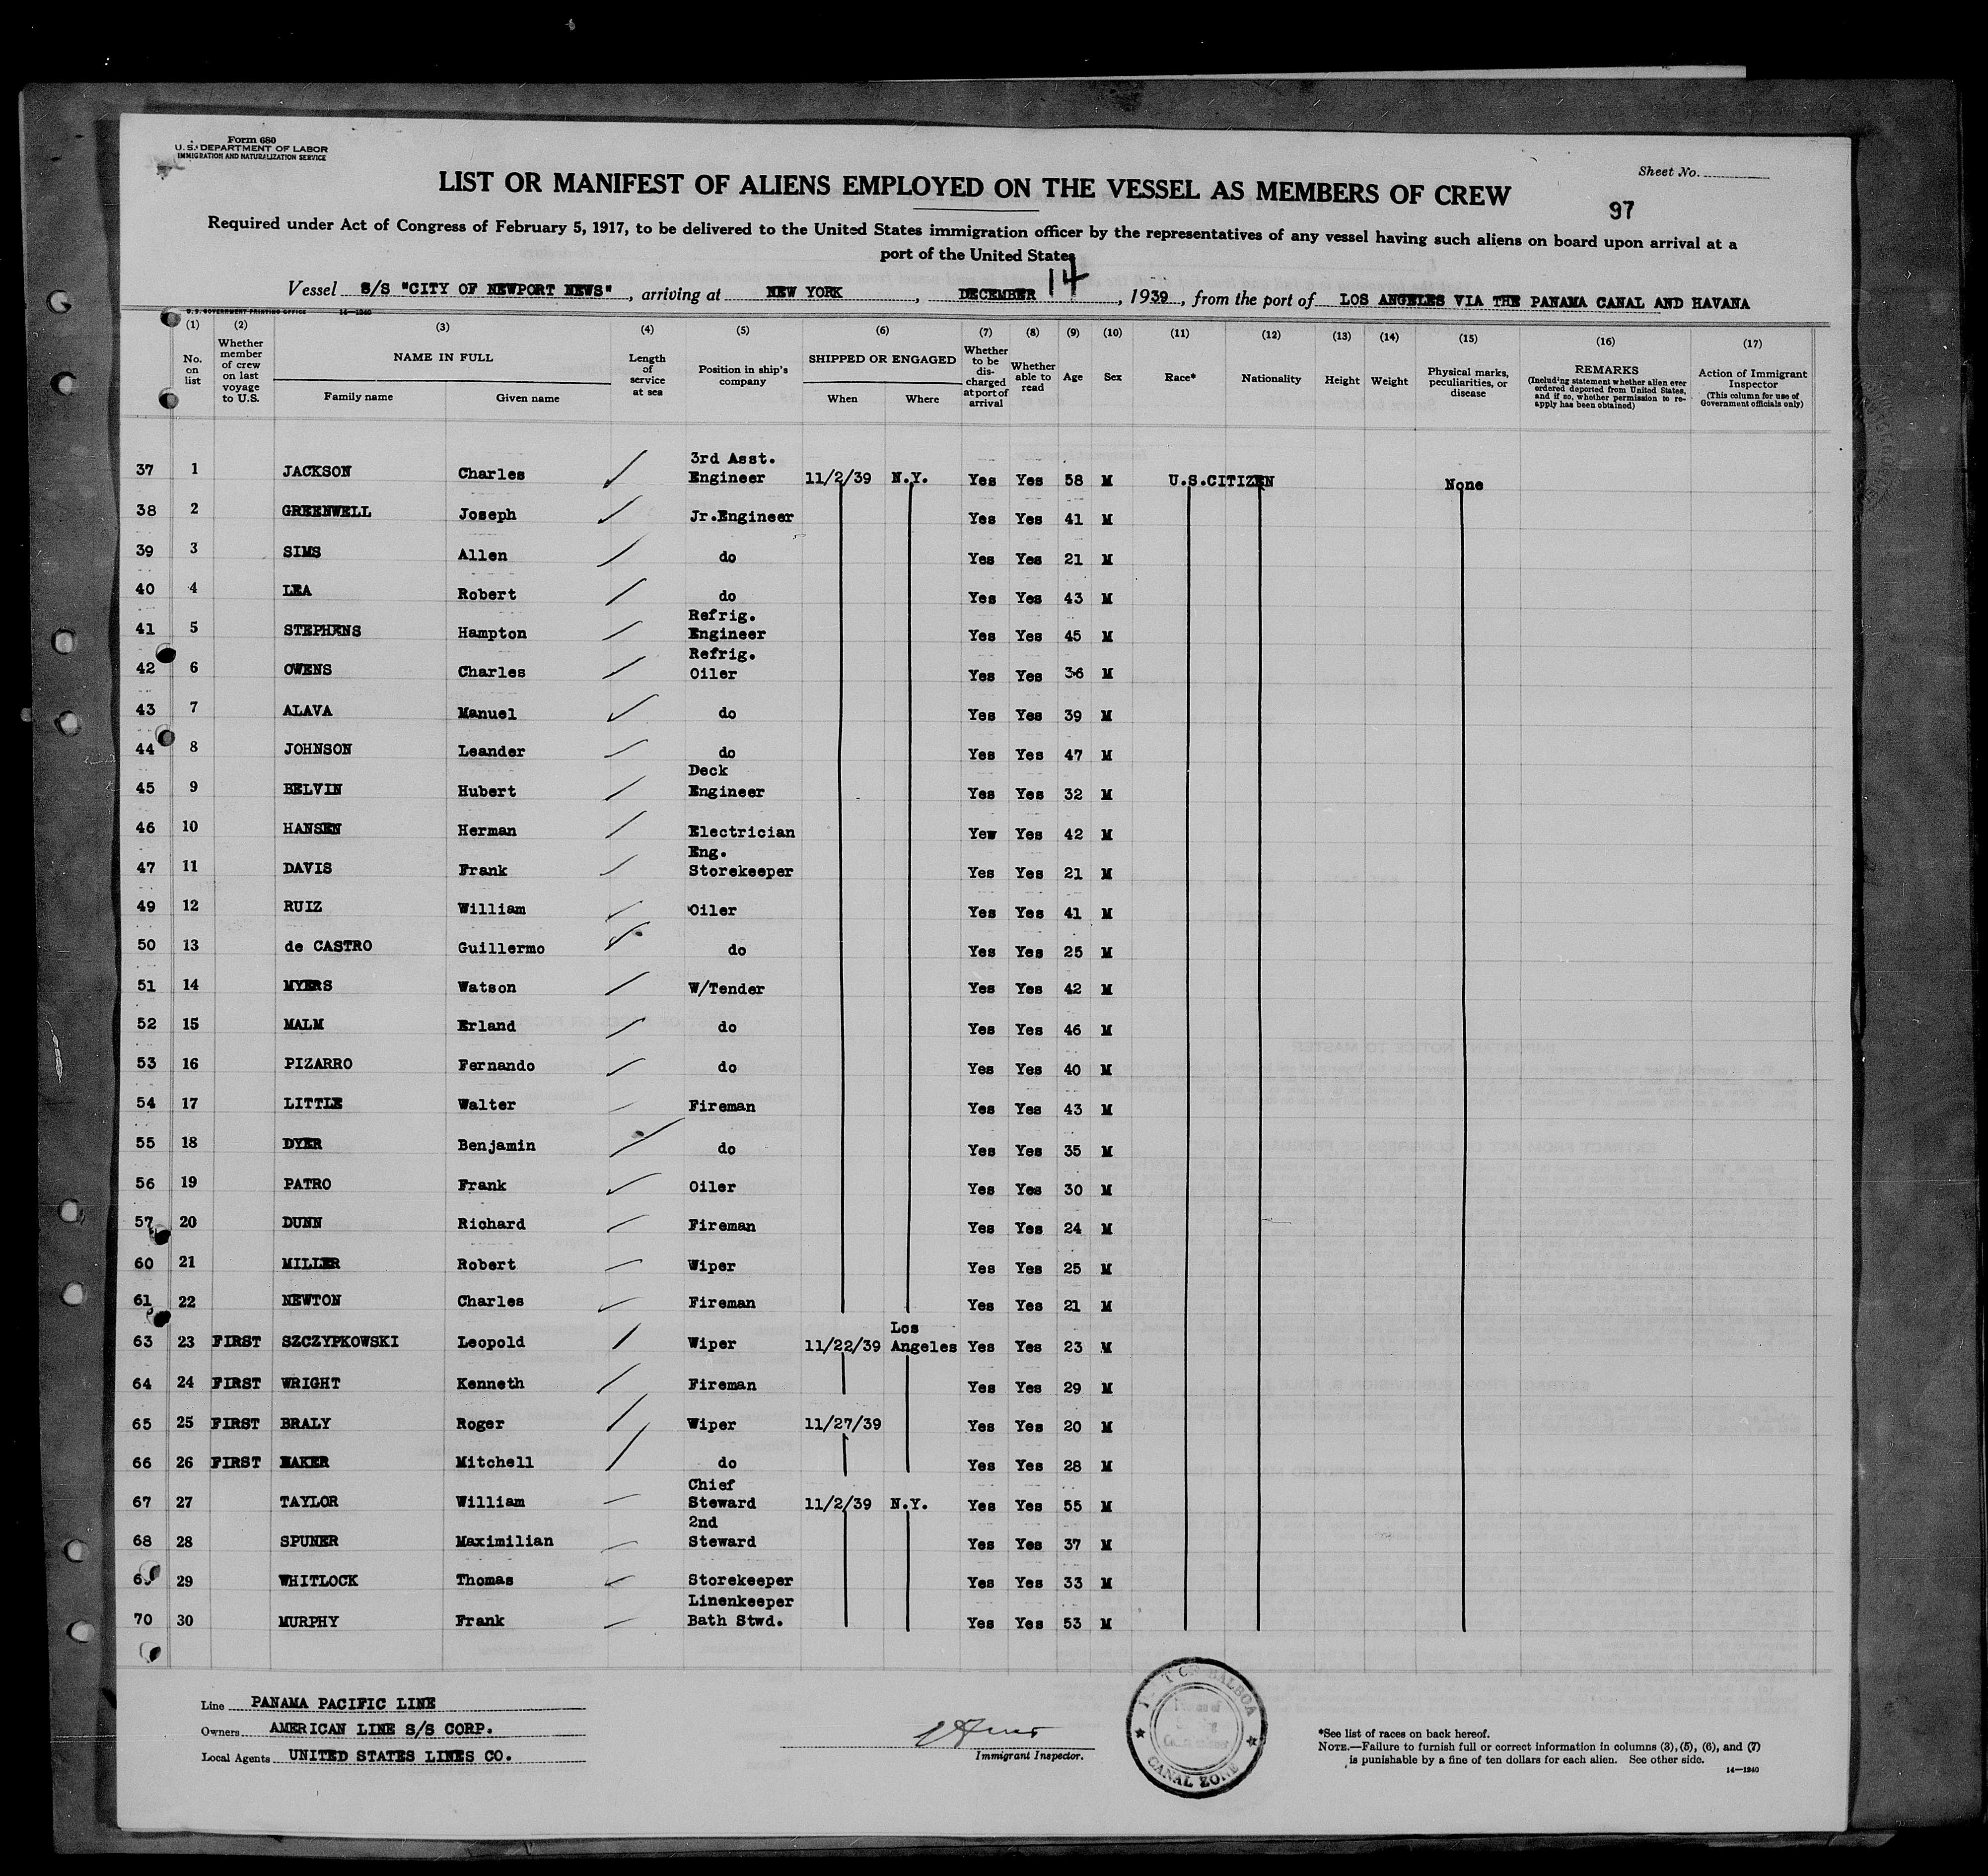 Form 680
U. S. DEPARTMENT OF LABOR
IMMIGRATION AND NATURALIZATION SERVICE
Sheet No.
LIST OR MANIFEST OF ALIENS EMPLOYED ON THE VESSEL AS MEMBERS OF CREW
97
Required under Act of Congress of February 5, 1917, to be delivered to the United States immigration officer by the representatives of any vessel having such aliens on board upon arrival at a
port of the United States
Vessel S/S "CITY OF NEWPORT NEWS", arriving at NEW YORK, DECEMBER 14, 1939, from the port of LOS ANGELES VIA THE PANAMA CANAL AND HAVANA
U. S. GOVERNMENT PRINTING OFFICE 14—1240
(1) (2) (3) (4) (5) (6) (7) (8) (9) (10) (11) (12) (13) (14) (15) (16) (17)
No. on list
Whether member of crew on last voyage to U.S.
NAME IN FULL
Family name Given name
Length of service at sea
Position in ship's company
SHIPPED OR ENGAGED
When Where
Whether to be discharged at port of arrival
Whether able to read
Age
Sex
Race*
Nationality
Height
Weight
Physical marks, peculiarities, or disease
REMARKS
(Including statement whether alien ever ordered deported from United States, and if so, whether permission to reapply has been obtained)
Action of Immigrant Inspector
(This column for use of Government officials only)
37 1 JACKSON Charles 3rd Asst. Engineer 11/2/39 N.Y. Yes Yes 58 M U.S.CITIZEN None
38 2 GREENWELL Joseph Jr.Engineer Yes Yes 41 M
39 3 SIMS Allen do Yes Yes 21 M
40 4 LEA Robert do Yes Yes 43 M
41 5 STEPHENS Hampton Refrig. Engineer Yes Yes 45 M
42 6 OWENS Charles Refrig. Oiler Yes Yes 36 M
43 7 ALAVA Manuel do Yes Yes 39 M
44 8 JOHNSON Leander do Yes Yes 47 M
45 9 BELVIN Hubert Deck Engineer Yes Yes 32 M
46 10 HANSEN Herman Electrician Yew Yes 42 M
47 11 DAVIS Frank Eng. Storekeeper Yes Yes 21 M
49 12 RUIZ William Oiler Yes Yes 41 M
50 13 de CASTRO Guillermo do Yes Yes 25 M
51 14 MYERS Watson W/Tender Yes Yes 42 M
52 15 MALM Erland do Yes Yes 46 M
53 16 PIZARRO Fernando do Yes Yes 40 M
54 17 LITTLE Walter Fireman Yes Yes 43 M
55 18 DYER Benjamin do Yes Yes 35 M
56 19 PATRO Frank Oiler Yes Yes 30 M
57 20 DUNN Richard Fireman Yes Yes 24 M
60 21 MILLER Robert Wiper Yes Yes 25 M
61 22 NEWTON Charles Fireman Yes Yes 21 M
63 23 FIRST SZCZYPKOWSKI Leopold Wiper 11/22/39 Los Angeles Yes Yes 23 M
64 24 FIRST WRIGHT Kenneth Fireman Yes Yes 29 M
65 25 FIRST BRALY Roger Wiper 11/27/39 Yes Yes 20 M
66 26 FIRST Mitchell do Yes Yes 28 M
67 27 TAYLOR William Chief Steward 11/2/39 N.Y. Yes Yes 55 M
68 28 SPUNER Maximilian 2nd Steward Yes Yes 37 M
29 WHITLOCK Thomas Storekeeper Yes Yes 33 M
70 30 MURPHY Frank Linenkeeper Bath Stwd. Yes Yes 53 M
Line PANAMA PACIFIC LINE
Owners AMERICAN LINE S/S CORP.
Local Agents UNITED STATES LINES CO.
Immigrant Inspector.
BALBOA
CANAL ZONE
*See list of races on back hereof.
NOTE.—Failure to furnish full or correct information in columns (3), (5), (6), and (7)
is punishable by a fine of ten dollars for each alien. See other side.
14—1240